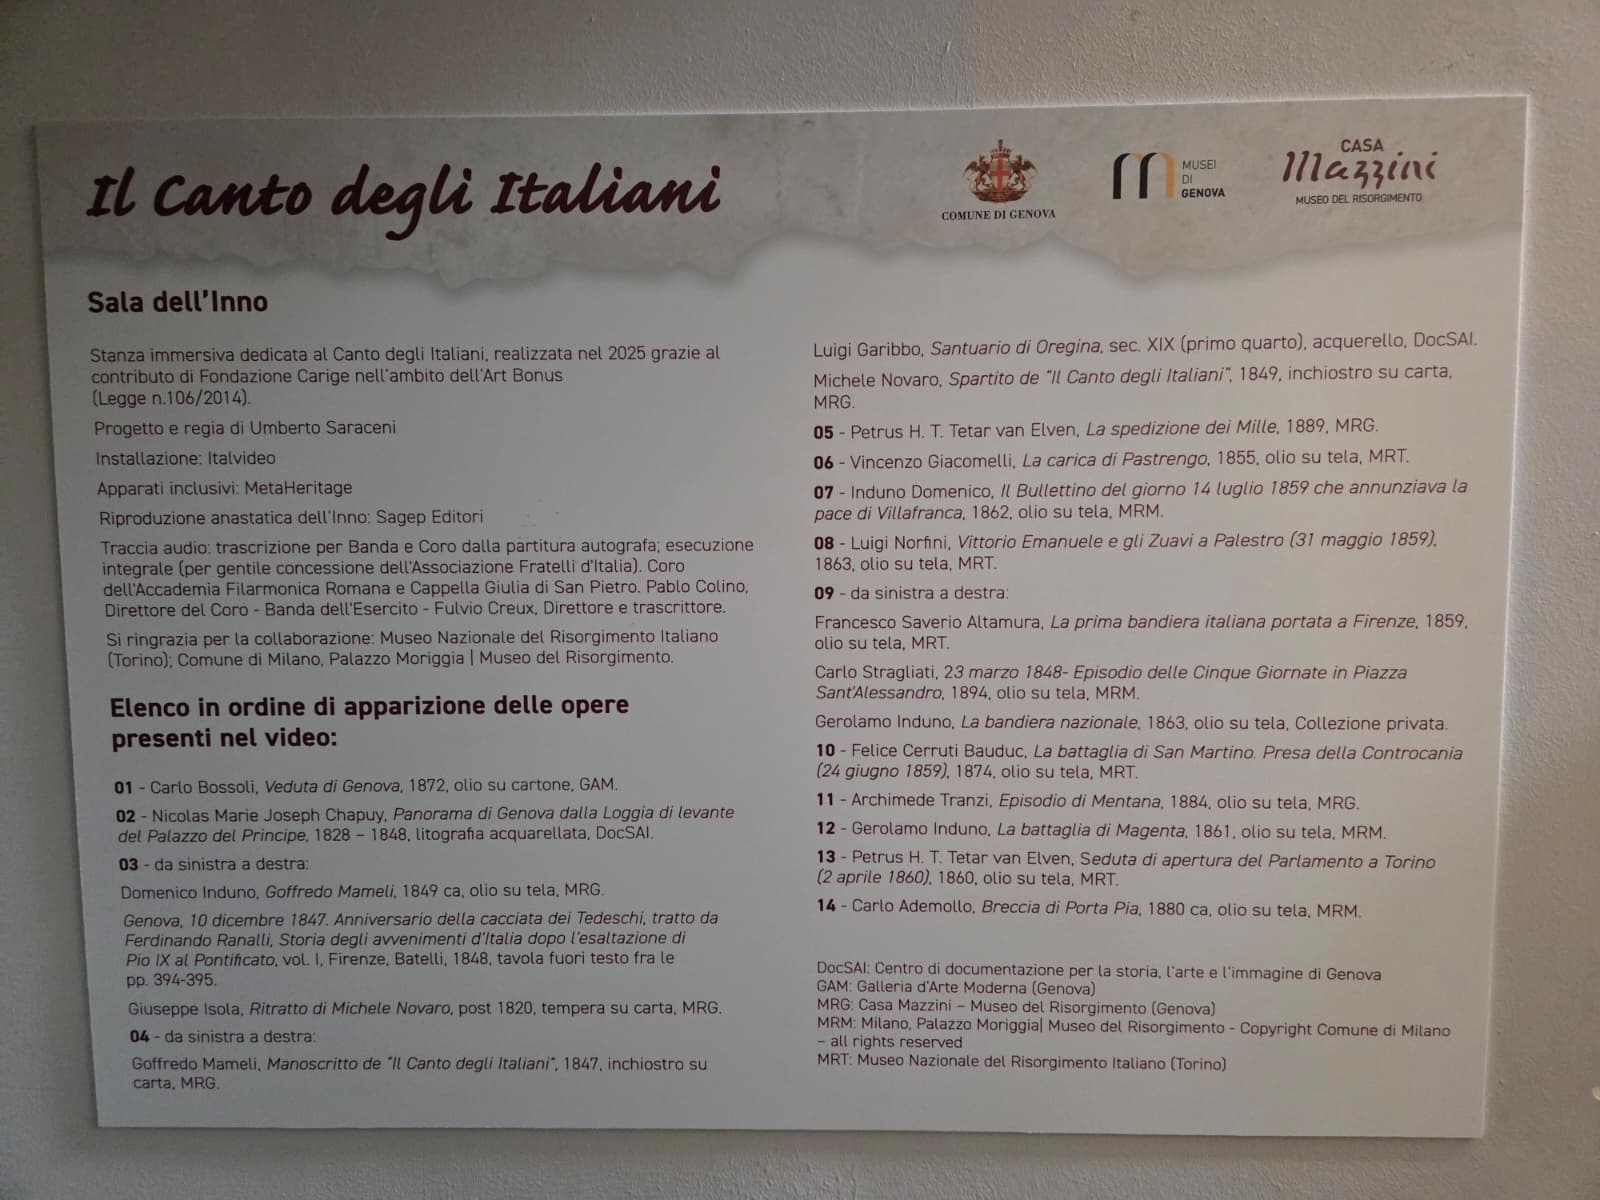 Il Canto degli Italiani
COMUNE DI GENOVA
MUSEI
DI
GENOVA
CASA
Mazzini
MUSEO DEL RISORGIMENTO
Sala dell'Inno
Stanza immersiva dedicata al Canto degli Italiani, realizzata nel 2025 grazie al
contributo di Fondazione Carige nell'ambito dell'Art Bonus
(Legge n.106/2014).
Progetto e regia di Umberto Saraceni
Installazione: Italvideo
Apparati inclusivi: MetaHeritage
Riproduzione anastatica dell'Inno: Sagep Editori
Traccia audio: trascrizione per Banda e Coro dalla partitura autografa; esecuzione
integrale (per gentile concessione dell'Associazione Fratelli d'Italia). Coro
dell'Accademia Filarmonica Romana e Cappella Giulia di San Pietro. Pablo Colino,
Direttore del Coro - Banda dell'Esercito - Fulvio Creux, Direttore e trascrittore.
Si ringrazia per la collaborazione: Museo Nazionale del Risorgimento Italiano
(Torino); Comune di Milano, Palazzo Moriggia | Museo del Risorgimento.
Elenco in ordine di apparizione delle opere
presenti nel video:
01 - Carlo Bossoli, Veduta di Genova, 1872, olio su cartone, GAM.
02 - Nicolas Marie Joseph Chapuy, Panorama di Genova dalla Loggia di levante
del Palazzo del Principe, 1828 – 1848, litografia acquarellata, DocSAI.
03 - da sinistra a destra:
Domenico Induno, Goffredo Mameli, 1849 ca, olio su tela, MRG.
Genova, 10 dicembre 1847. Anniversario della cacciata dei Tedeschi, tratto da
Ferdinando Ranalli, Storia degli avvenimenti d'Italia dopo l'esaltazione di
Pio IX al Pontificato, vol. I, Firenze, Batelli, 1848, tavola fuori testo fra le
pp. 394-395.
Giuseppe Isola, Ritratto di Michele Novaro, post 1820, tempera su carta, MRG.
04 - da sinistra a destra:
Goffredo Mameli, Manoscritto de "Il Canto degli Italiani", 1847, inchiostro su
carta, MRG.
Luigi Garibbo, Santuario di Oregina, sec. XIX (primo quarto), acquerello, DocSAI.
Michele Novaro, Spartito de "Il Canto degli Italiani", 1849, inchiostro su carta,
MRG.
05 - Petrus H. T. Tetar van Elven, La spedizione dei Mille, 1889, MRG.
06 - Vincenzo Giacomelli, La carica di Pastrengo, 1855, olio su tela, MRT.
07 - Induno Domenico, Il Bullettino del giorno 14 luglio 1859 che annunziava la
pace di Villafranca, 1862, olio su tela, MRM.
08 - Luigi Norfini, Vittorio Emanuele e gli Zuavi a Palestro (31 maggio 1859),
1863, olio su tela, MRT.
09 - da sinistra a destra:
Francesco Saverio Altamura, La prima bandiera italiana portata a Firenze, 1859,
olio su tela, MRT.
Carlo Stragliati, 23 marzo 1848- Episodio delle Cinque Giornate in Piazza
Sant'Alessandro, 1894, olio su tela, MRM.
Gerolamo Induno, La bandiera nazionale, 1863, olio su tela, Collezione privata.
10 - Felice Cerruti Bauduc, La battaglia di San Martino. Presa della Controcania
(24 giugno 1859), 1874, olio su tela, MRT.
11 - Archimede Tranzi, Episodio di Mentana, 1884, olio su tela, MRG.
12 - Gerolamo Induno, La battaglia di Magenta, 1861, olio su tela, MRM.
13 - Petrus H. T. Tetar van Elven, Seduta di apertura del Parlamento a Torino
(2 aprile 1860), 1860, olio su tela, MRT.
14 - Carlo Ademollo, Breccia di Porta Pia, 1880 ca, olio su tela, MRM.
DocSAI: Centro di documentazione per la storia, l'arte e l'immagine di Genova
GAM: Galleria d'Arte Moderna (Genova)
MRG: Casa Mazzini – Museo del Risorgimento (Genova)
MRM: Milano, Palazzo Moriggia| Museo del Risorgimento - Copyright Comune di Milano
– all rights reserved
MRT: Museo Nazionale del Risorgimento Italiano (Torino)